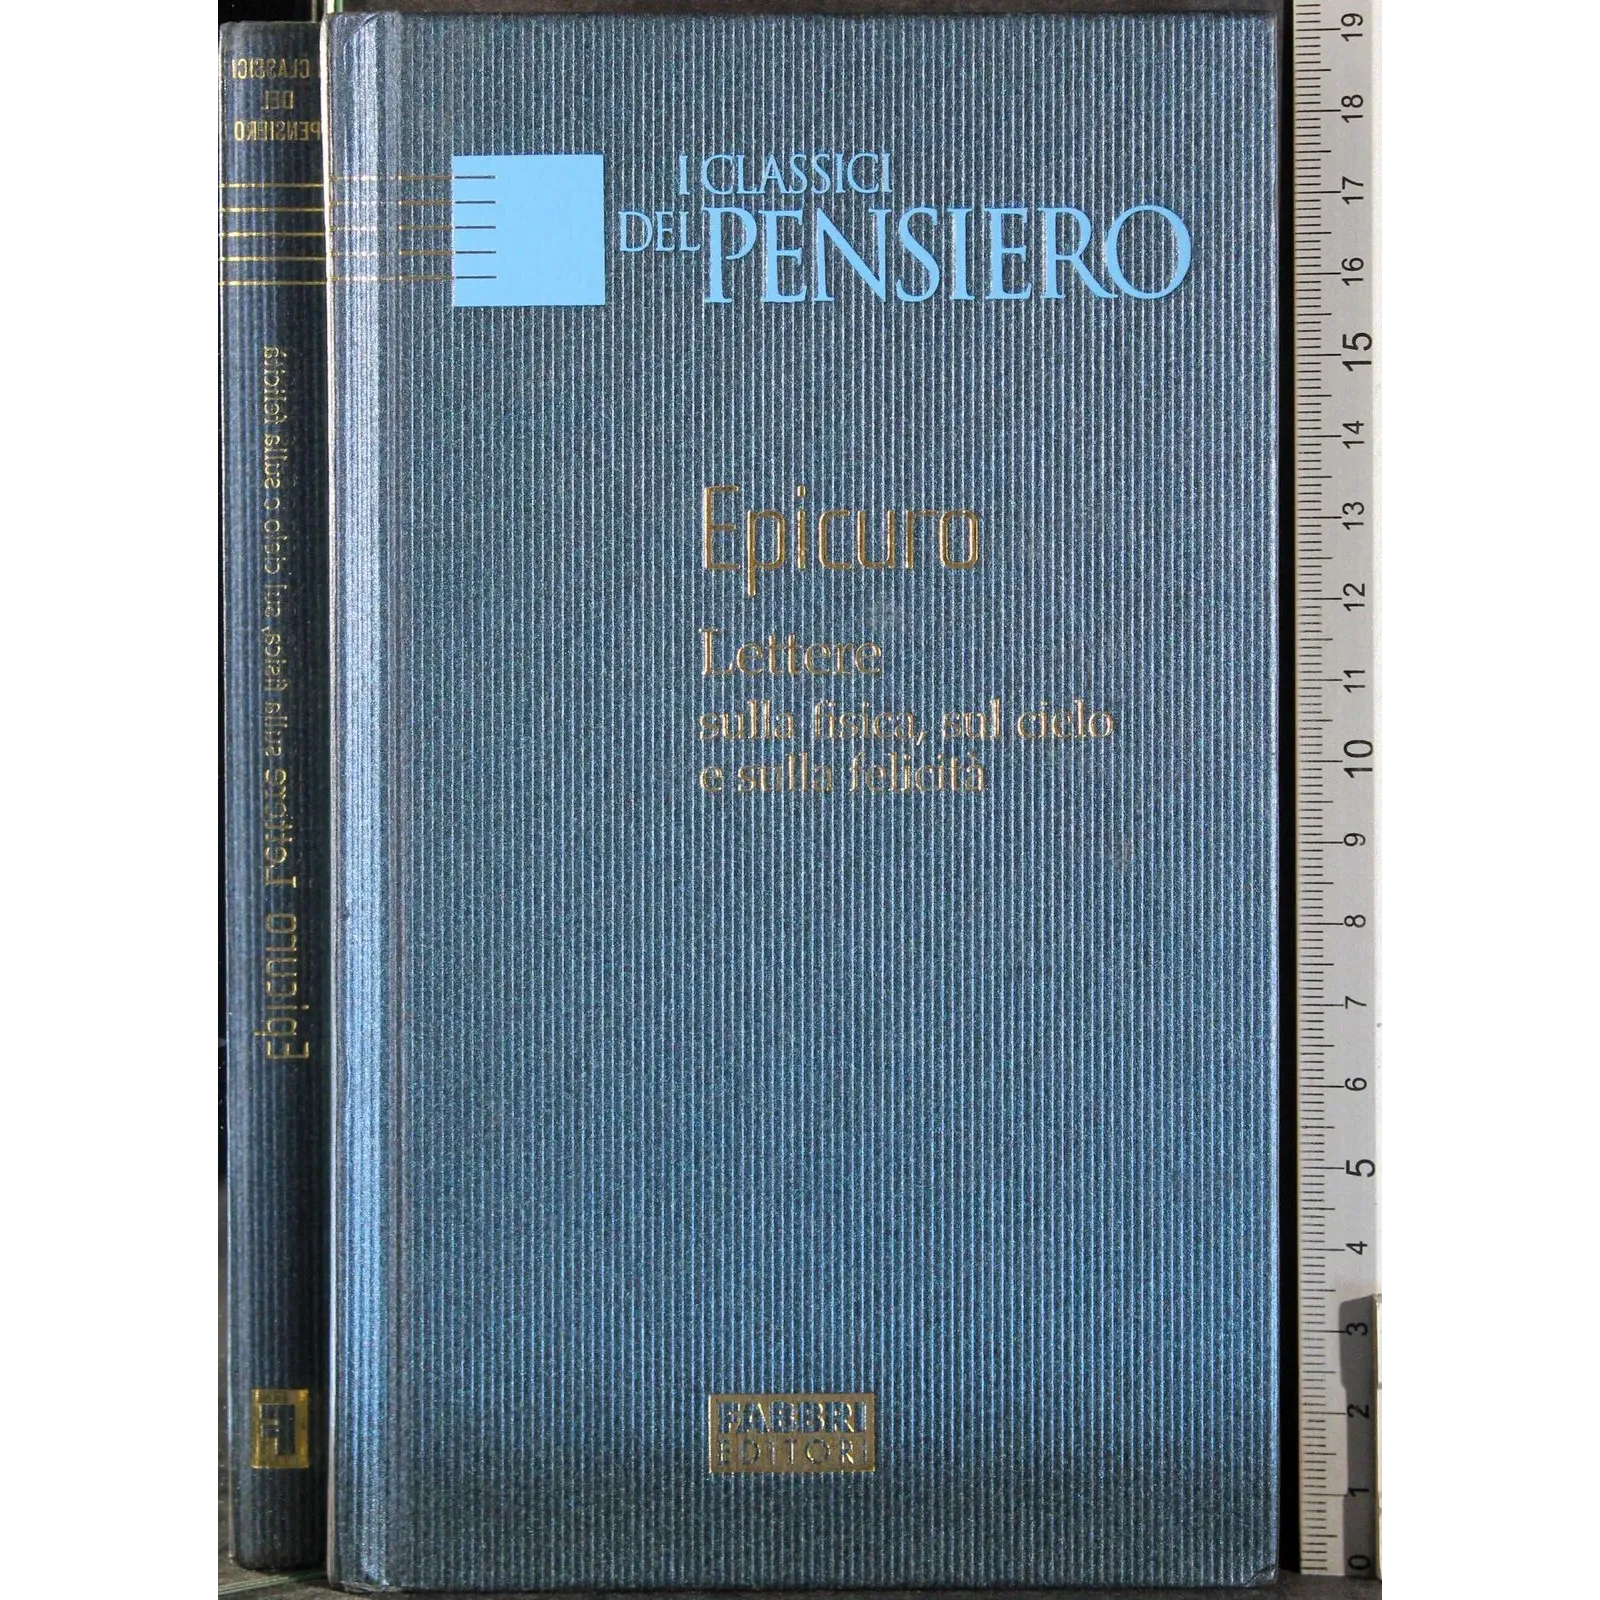 I CLASSICI
DEL PENSIERO
Epicuro
Lettere
sulla fisica, sul cielo
e sulla felicità
FABBRI
EDITORI
I CLASSICI
DEL
PENSIERO
Epicuro Lettere sulla fisica, sul cielo e sulla felicità
19
18
17
16
15
14
13
12
11
10
9
8
7
6
5
4
3
2
1
0